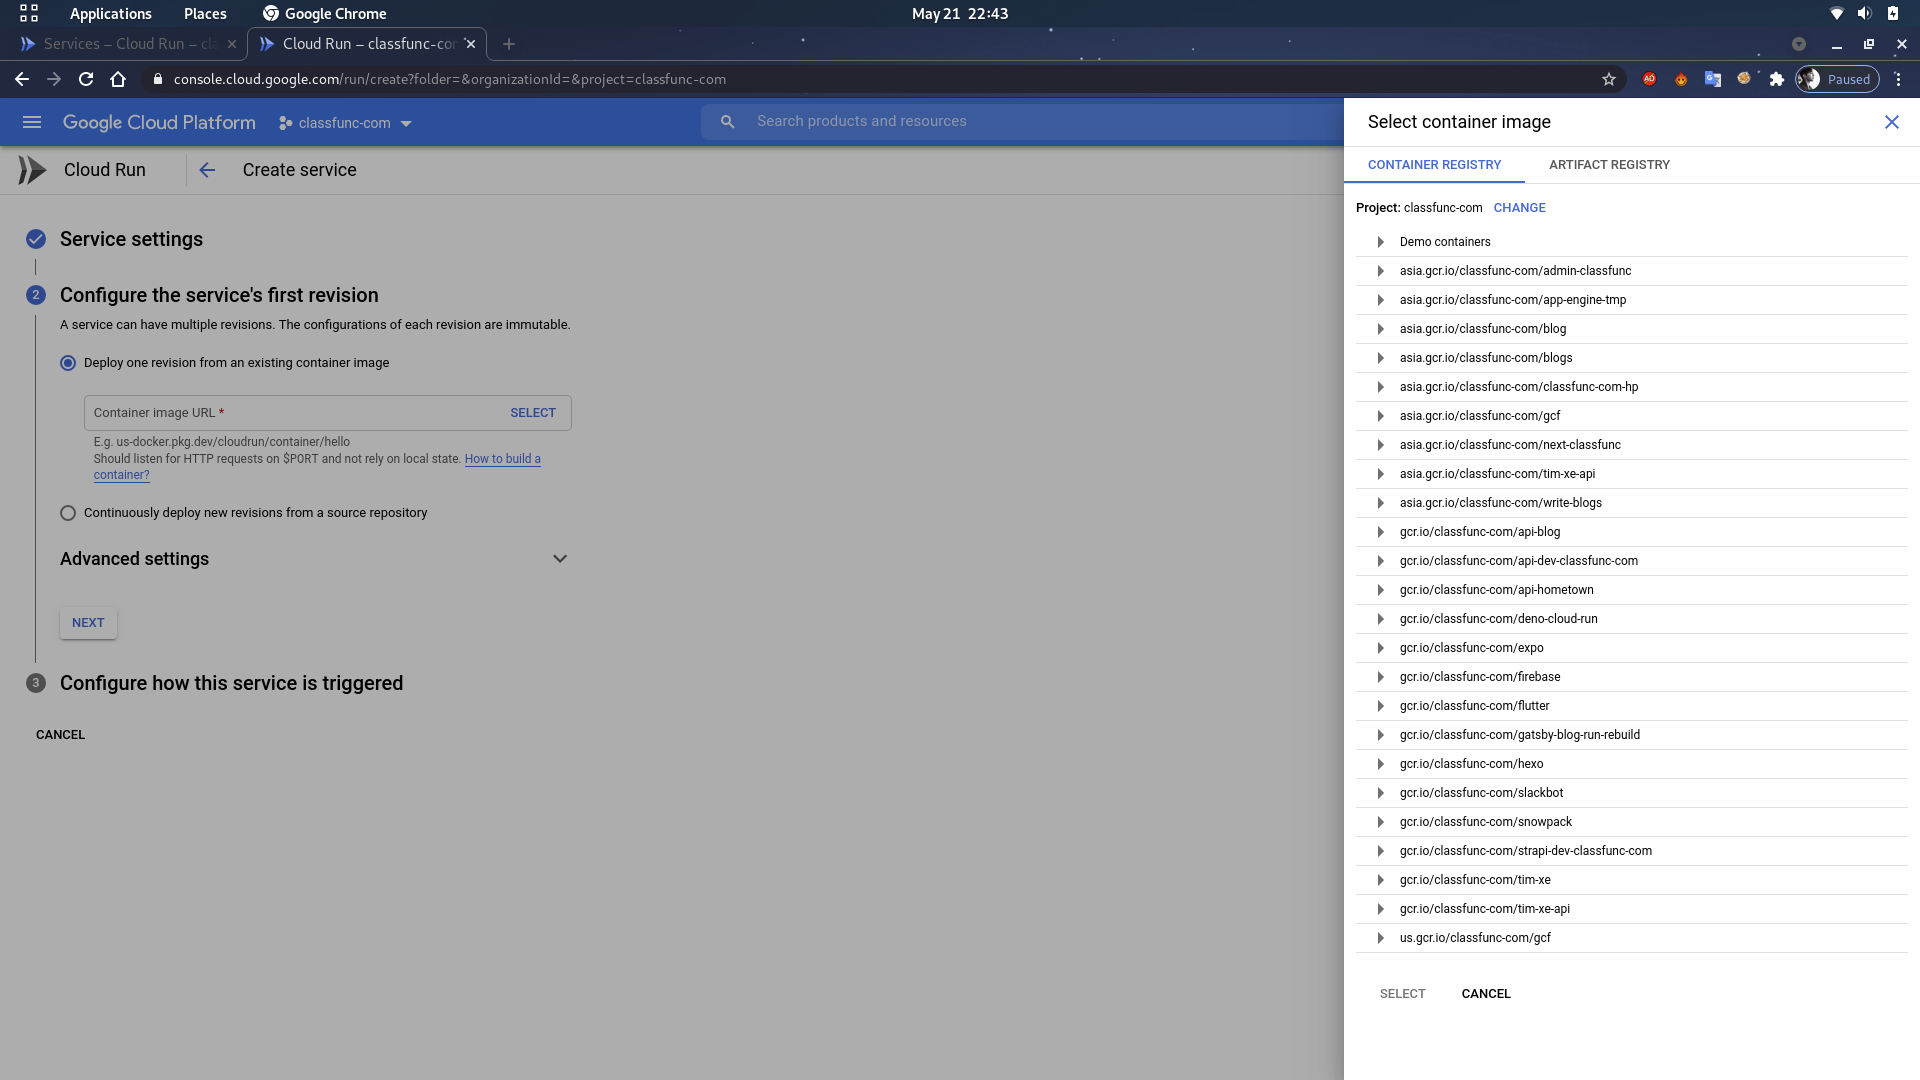 Applications Places Google Chrome May 21 22:43
Services – Cloud Run – cla
Cloud Run – classfunc-cor
console.cloud.google.com/run/create?folder=&organizationId=&project=classfunc-com
Paused
Google Cloud Platform classfunc-com Search products and resources
Cloud Run Create service
Service settings
2 Configure the service's first revision
A service can have multiple revisions. The configurations of each revision are immutable.
Deploy one revision from an existing container image
Container image URL * SELECT
E.g. us-docker.pkg.dev/cloudrun/container/hello
Should listen for HTTP requests on $PORT and not rely on local state. How to build a
container?
Continuously deploy new revisions from a source repository
Advanced settings
NEXT
3 Configure how this service is triggered
CANCEL
Select container image
CONTAINER REGISTRY ARTIFACT REGISTRY
Project: classfunc-com CHANGE
Demo containers
asia.gcr.io/classfunc-com/admin-classfunc
asia.gcr.io/classfunc-com/app-engine-tmp
asia.gcr.io/classfunc-com/blog
asia.gcr.io/classfunc-com/blogs
asia.gcr.io/classfunc-com/classfunc-com-hp
asia.gcr.io/classfunc-com/gcf
asia.gcr.io/classfunc-com/next-classfunc
asia.gcr.io/classfunc-com/tim-xe-api
asia.gcr.io/classfunc-com/write-blogs
gcr.io/classfunc-com/api-blog
gcr.io/classfunc-com/api-dev-classfunc-com
gcr.io/classfunc-com/api-hometown
gcr.io/classfunc-com/deno-cloud-run
gcr.io/classfunc-com/expo
gcr.io/classfunc-com/firebase
gcr.io/classfunc-com/flutter
gcr.io/classfunc-com/gatsby-blog-run-rebuild
gcr.io/classfunc-com/hexo
gcr.io/classfunc-com/slackbot
gcr.io/classfunc-com/snowpack
gcr.io/classfunc-com/strapi-dev-classfunc-com
gcr.io/classfunc-com/tim-xe
gcr.io/classfunc-com/tim-xe-api
us.gcr.io/classfunc-com/gcf
SELECT CANCEL